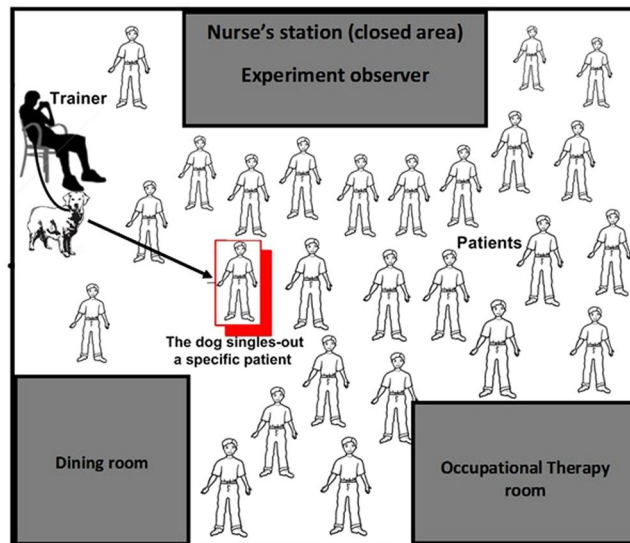 Nurse's station (closed area)
Experiment observer
Trainer
Patients
The dog singles-out
a specific patient
Dining room
Occupational Therapy
room